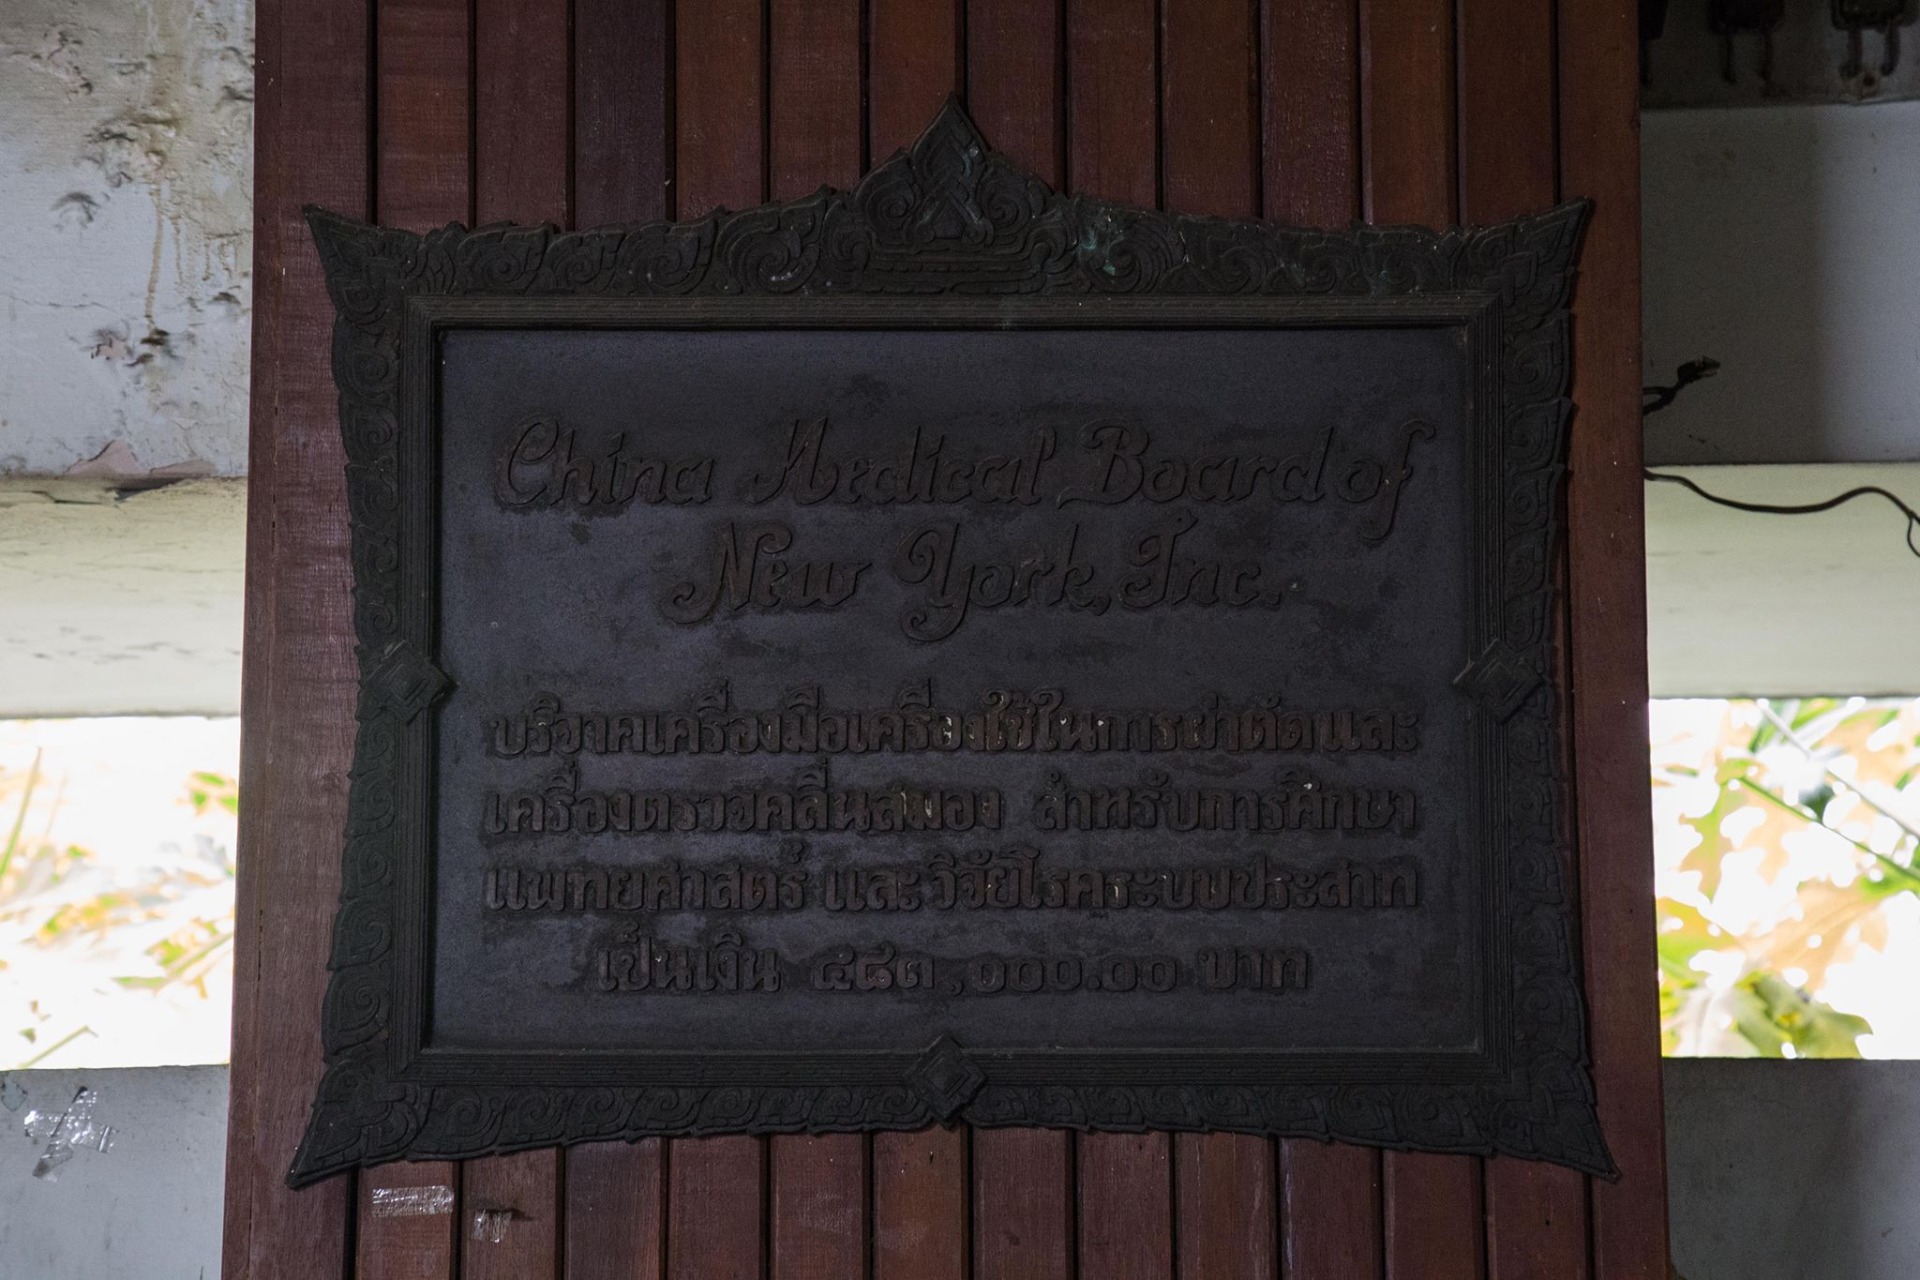 China Medical Board of
New York, Inc.
บริจาคเครื่องมือเครื่องใช้ในการผ่าตัดและ
เครื่องตรวจคลื่นสมอง สำหรับการศึกษา
แพทยศาสตร์ และวิจัยโรคระบบประสาท
เป็นเงิน ๔๘๓,๐๐๐.๐๐ บาท